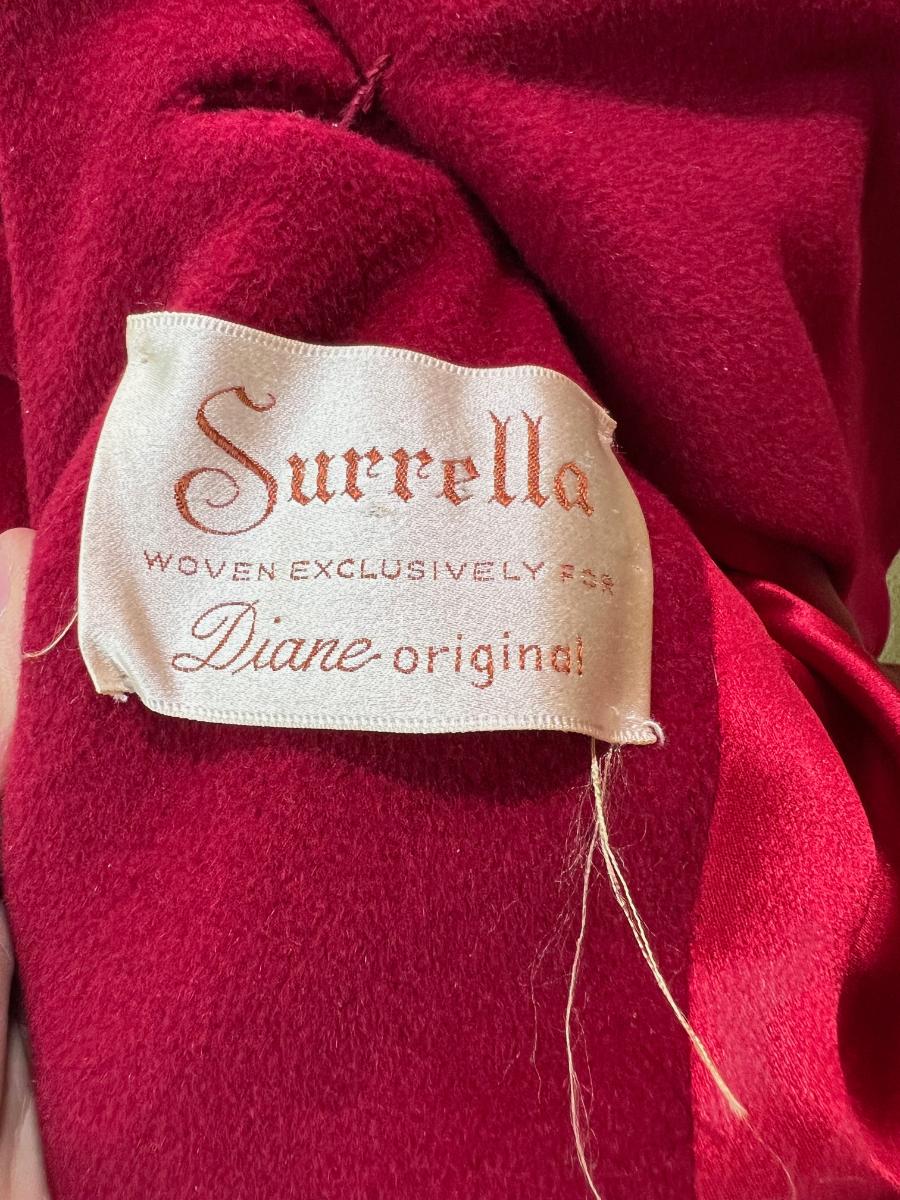 Surrella
WOVEN EXCLUSIVELY FOR
Diane original